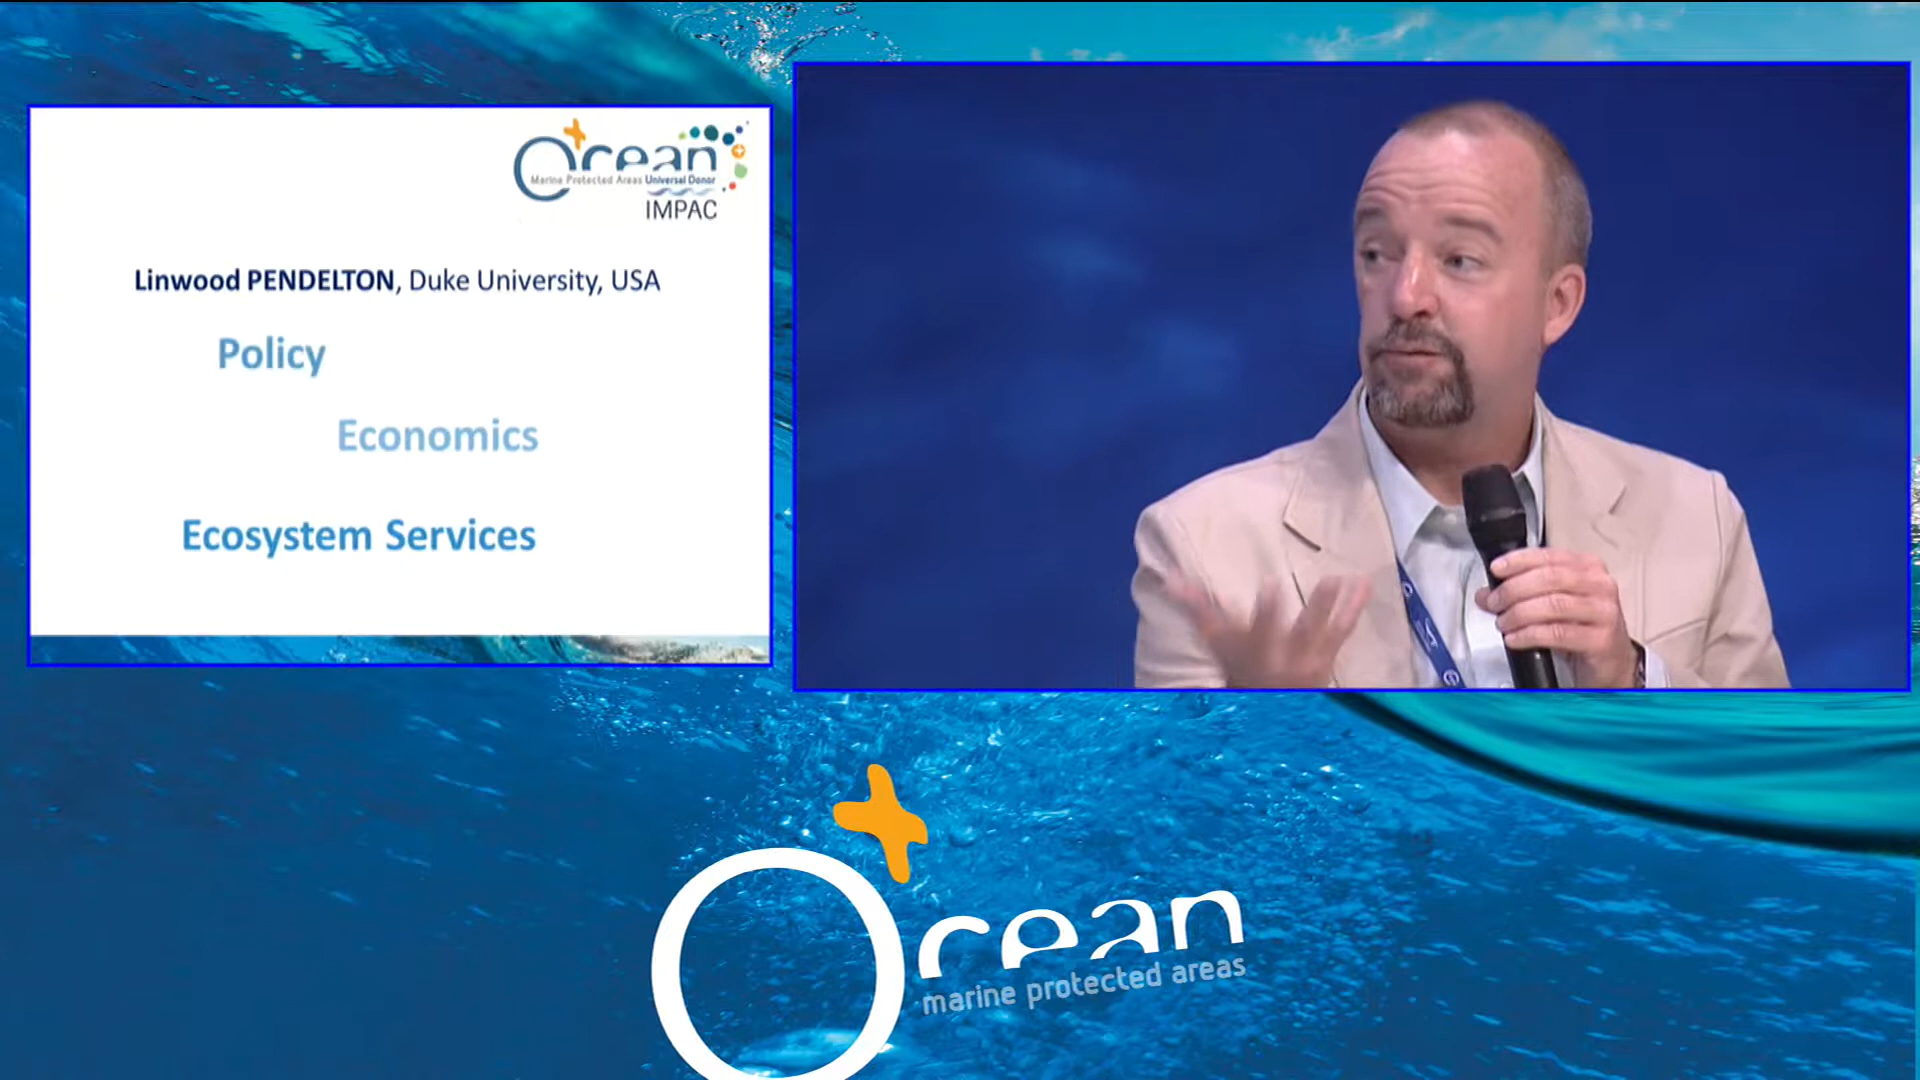 Ocean
Marine Protected Areas Universal Donor
IMPAC
Linwood PENDELTON, Duke University, USA
Policy
Economics
Ecosystem Services
Ocean
marine protected areas